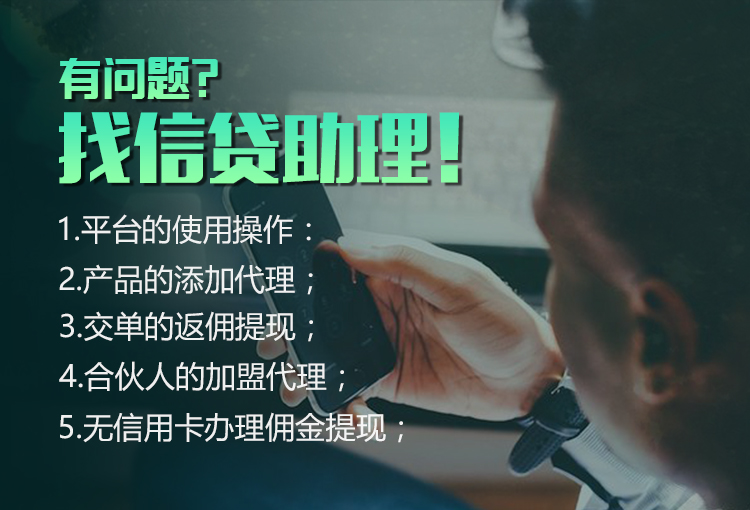 有问题?
找信贷助理!
1.平台的使用操作：
2.产品的添加代理；
3.交单的返佣提现；
4.合伙人的加盟代理；
5.无信用卡办理佣金提现；